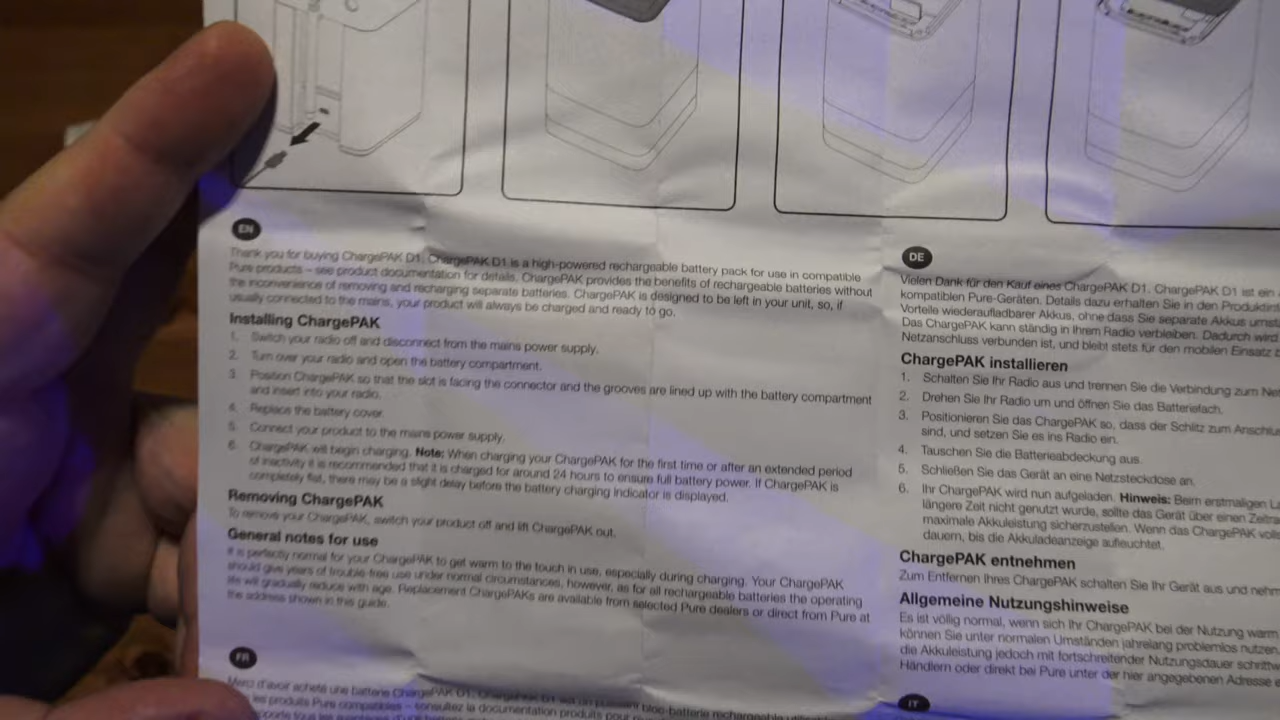 EN
Thank you for buying ChargePAK D1. ChargePAK D1 is a high-powered rechargeable battery pack for use in compatible
Pure products – see product documentation for details. ChargePAK provides the benefits of rechargeable batteries without
the inconvenience of removing and recharging separate batteries. ChargePAK is designed to be left in your unit, so, if
usually connected to the mains, your product will always be charged and ready to go.
Installing ChargePAK
1. Switch your radio off and disconnect from the mains power supply.
2. Turn over your radio and open the battery compartment.
3. Position ChargePAK so that the slot is facing the connector and the grooves are lined up with the battery compartment
and insert into your radio.
4. Replace the battery cover.
5. Connect your product to the mains power supply.
6. ChargePAK will begin charging. Note: When charging your ChargePAK for the first time or after an extended period
of inactivity it is recommended that it is charged for around 24 hours to ensure full battery power. If ChargePAK is
completely flat, there may be a slight delay before the battery charging indicator is displayed.
Removing ChargePAK
To remove your ChargePAK, switch your product off and lift ChargePAK out.
General notes for use
It is perfectly normal for your ChargePAK to get warm to the touch in use, especially during charging. Your ChargePAK
should give years of trouble-free use under normal circumstances, however, as for all rechargeable batteries the operating
life will gradually reduce with age. Replacement ChargePAKs are available from selected Pure dealers or direct from Pure at
the address shown in this guide.
FR
Merci d'avoir acheté une batterie ChargePAK D1. ChargePAK D1 est un puissant bloc-batterie rechargeable
les produits Pure compatibles – consultez la documentation produits pour
DE
Vielen Dank für den Kauf eines ChargePAK D1. ChargePAK D1 ist ein
kompatiblen Pure-Geräten. Details dazu erhalten Sie in den
Vorteile wiederaufladbarer Akkus, ohne dass Sie separate Akkus
Das ChargePAK kann ständig in Ihrem Radio verbleiben. Dadurch wird
Netzanschluss verbunden ist, und bleibt stets für den mobilen Einsatz
ChargePAK installieren
1. Schalten Sie Ihr Radio aus und trennen Sie die Verbindung zum
2. Drehen Sie Ihr Radio um und öffnen Sie das Batteriefach.
3. Positionieren Sie das ChargePAK so, dass der Schlitz zum
sind, und setzen Sie es ins Radio ein.
4. Tauschen Sie die Batterieabdeckung aus.
5. Schließen Sie das Gerät an eine Netzsteckdose an.
6. Ihr ChargePAK wird nun aufgeladen. Hinweis: Beim erstmaligen
längere Zeit nicht genutzt wurde, sollte das Gerät über einen
maximale Akkuleistung sicherzustellen. Wenn das ChargePAK
dauern, bis die Akkuladeanzeige aufleuchtet.
ChargePAK entnehmen
Zum Entfernen Ihres ChargePAK schalten Sie Ihr Gerät aus und
Allgemeine Nutzungshinweise
Es ist völlig normal, wenn sich Ihr ChargePAK bei der Nutzung
können Sie unter normalen Umständen jahrelang problemlos nutzen.
die Akkuleistung jedoch mit fortschreitender Nutzungsdauer
Händlern oder direkt bei Pure unter der hier angegebenen Adresse
IT